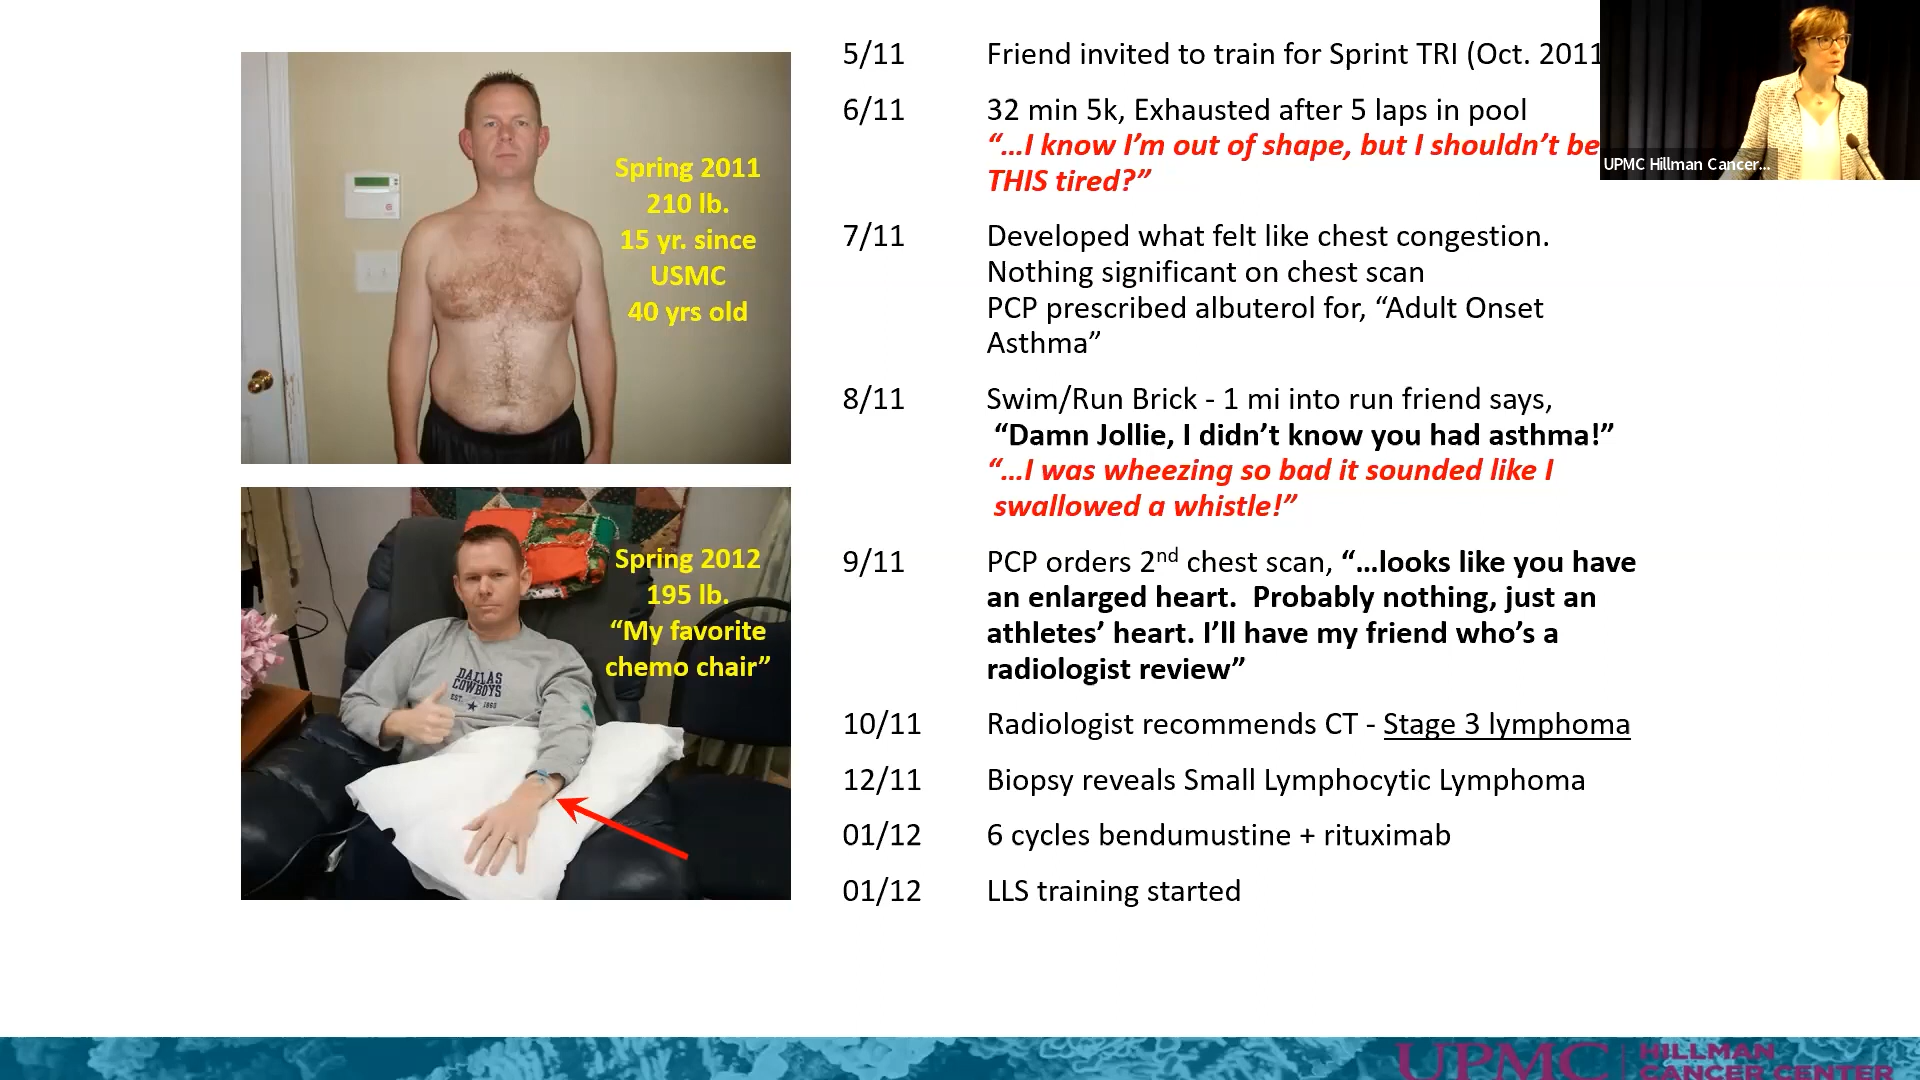 Spring 2011
210 lb.
15 yr. since
USMC
40 yrs old
Spring 2012
195 lb.
“My favorite
chemo chair”
DALLAS
COWBOYS
EST. 1960
5/11 Friend invited to train for Sprint TRI (Oct. 2011
6/11 32 min 5k, Exhausted after 5 laps in pool
“…I know I’m out of shape, but I shouldn’t be
THIS tired?”
7/11 Developed what felt like chest congestion.
Nothing significant on chest scan
PCP prescribed albuterol for, “Adult Onset
Asthma”
8/11 Swim/Run Brick - 1 mi into run friend says,
“Damn Jollie, I didn’t know you had asthma!”
“…I was wheezing so bad it sounded like I
swallowed a whistle!”
9/11 PCP orders 2nd chest scan, “…looks like you have
an enlarged heart. Probably nothing, just an
athletes’ heart. I’ll have my friend who’s a
radiologist review”
10/11 Radiologist recommends CT - Stage 3 lymphoma
12/11 Biopsy reveals Small Lymphocytic Lymphoma
01/12 6 cycles bendumustine + rituximab
01/12 LLS training started
UPMC Hillman Cancer...
UPMC | HILLMAN
CANCER CENTER